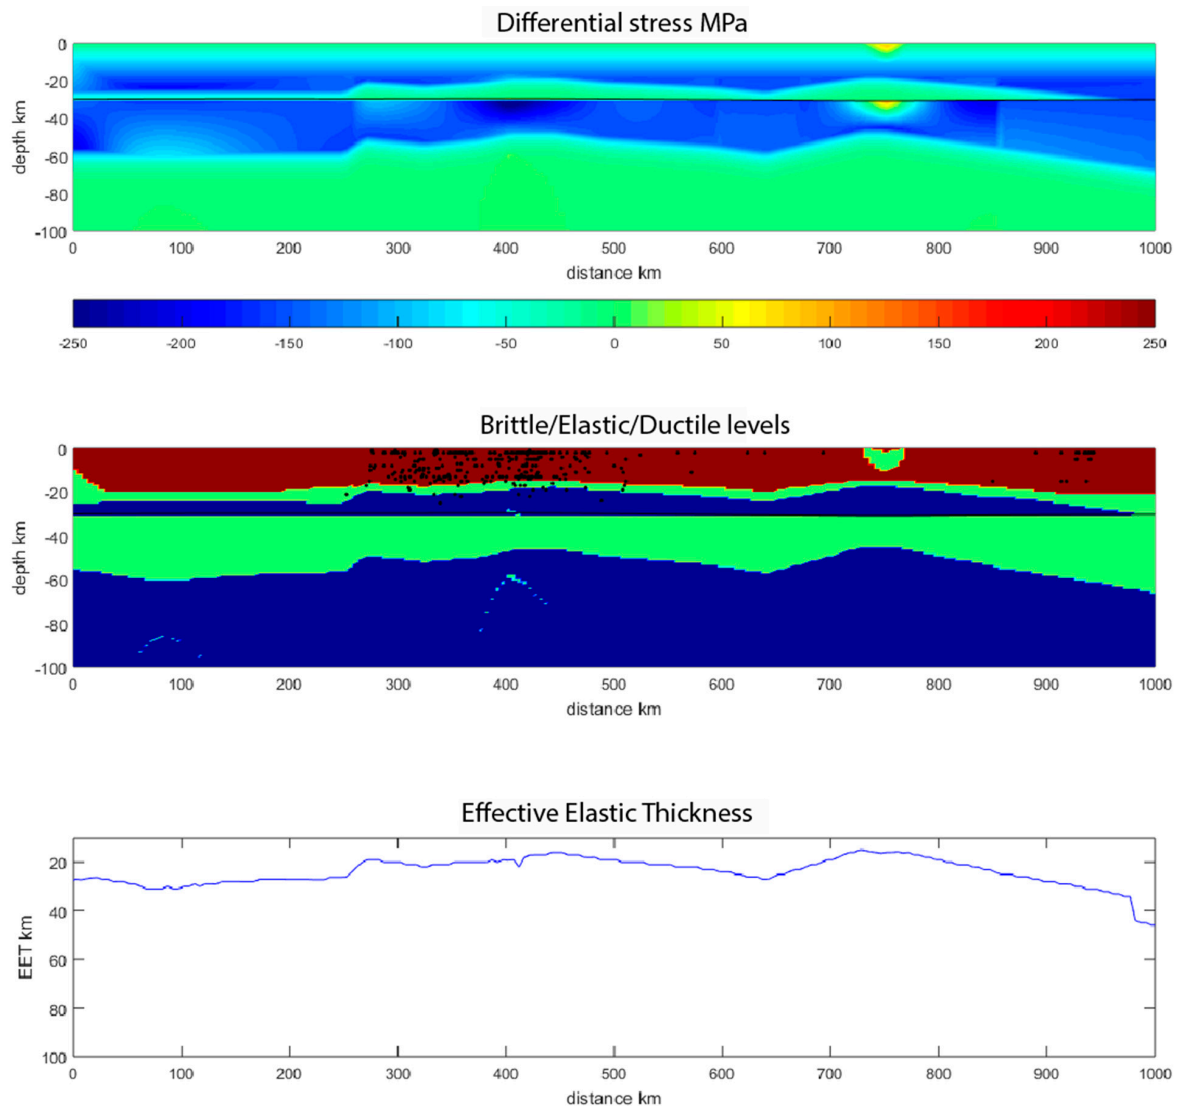 Differential stress MPa
0
-20
-40
-60
-80
-100
depth km
0 100 200 300 400 500 600 700 800 900 1000
distance km
-250 -200 -150 -100 -50 0 50 100 150 200 250
Brittle/Elastic/Ductile levels
0
-20
-40
-60
-80
-100
depth km
0 100 200 300 400 500 600 700 800 900 1000
distance km
Effective Elastic Thickness
20
40
60
80
100
EET km
0 100 200 300 400 500 600 700 800 900 1000
distance km